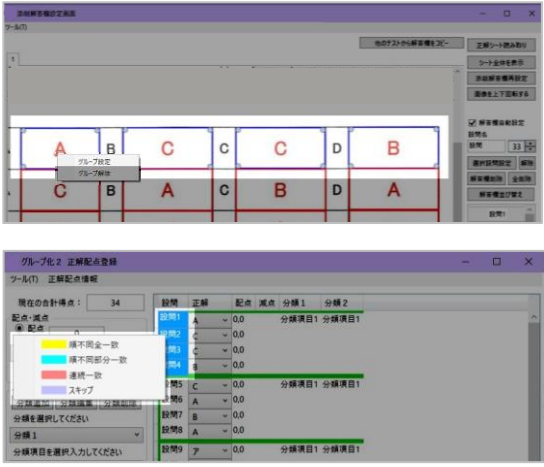 添削解答欄設定画面
ツール(T)
他のテストから解答欄をコピー
正解シート読み取り
シート全体を表示
添削解答欄再設定
画像を上下回転する
1
解答欄自動設定
設問名
設問 33
選択設問設定 解除
解答欄削除 全削除
解答欄並び替え
設問1
A B C C C D B
グループ設定
グループ解除
C B A C B D A
グループ化2 正解配点登録
ツール(T) 正解配点情報
現在の合計得点： 34
配点・減点
配点 0
順不同全一致
順不同部分一致
連続一致
スキップ
分類追加 分類編集 分類削除
分類を選択してください
分類 1
分類項目を選択入力してください
設問 正解 配点 減点 分類 1 分類 2
設問1 A 0,0 分類項目1 分類項目1
設問2 C 0,0
設問3 C 0,0
設問4 B 0,0
設問5 C 0,0 分類項目1 分類項目1
設問6 A 0,0
設問7 B 0,0
設問8 A 0,0
設問9 ア 0,0 分類項目1 分類項目1